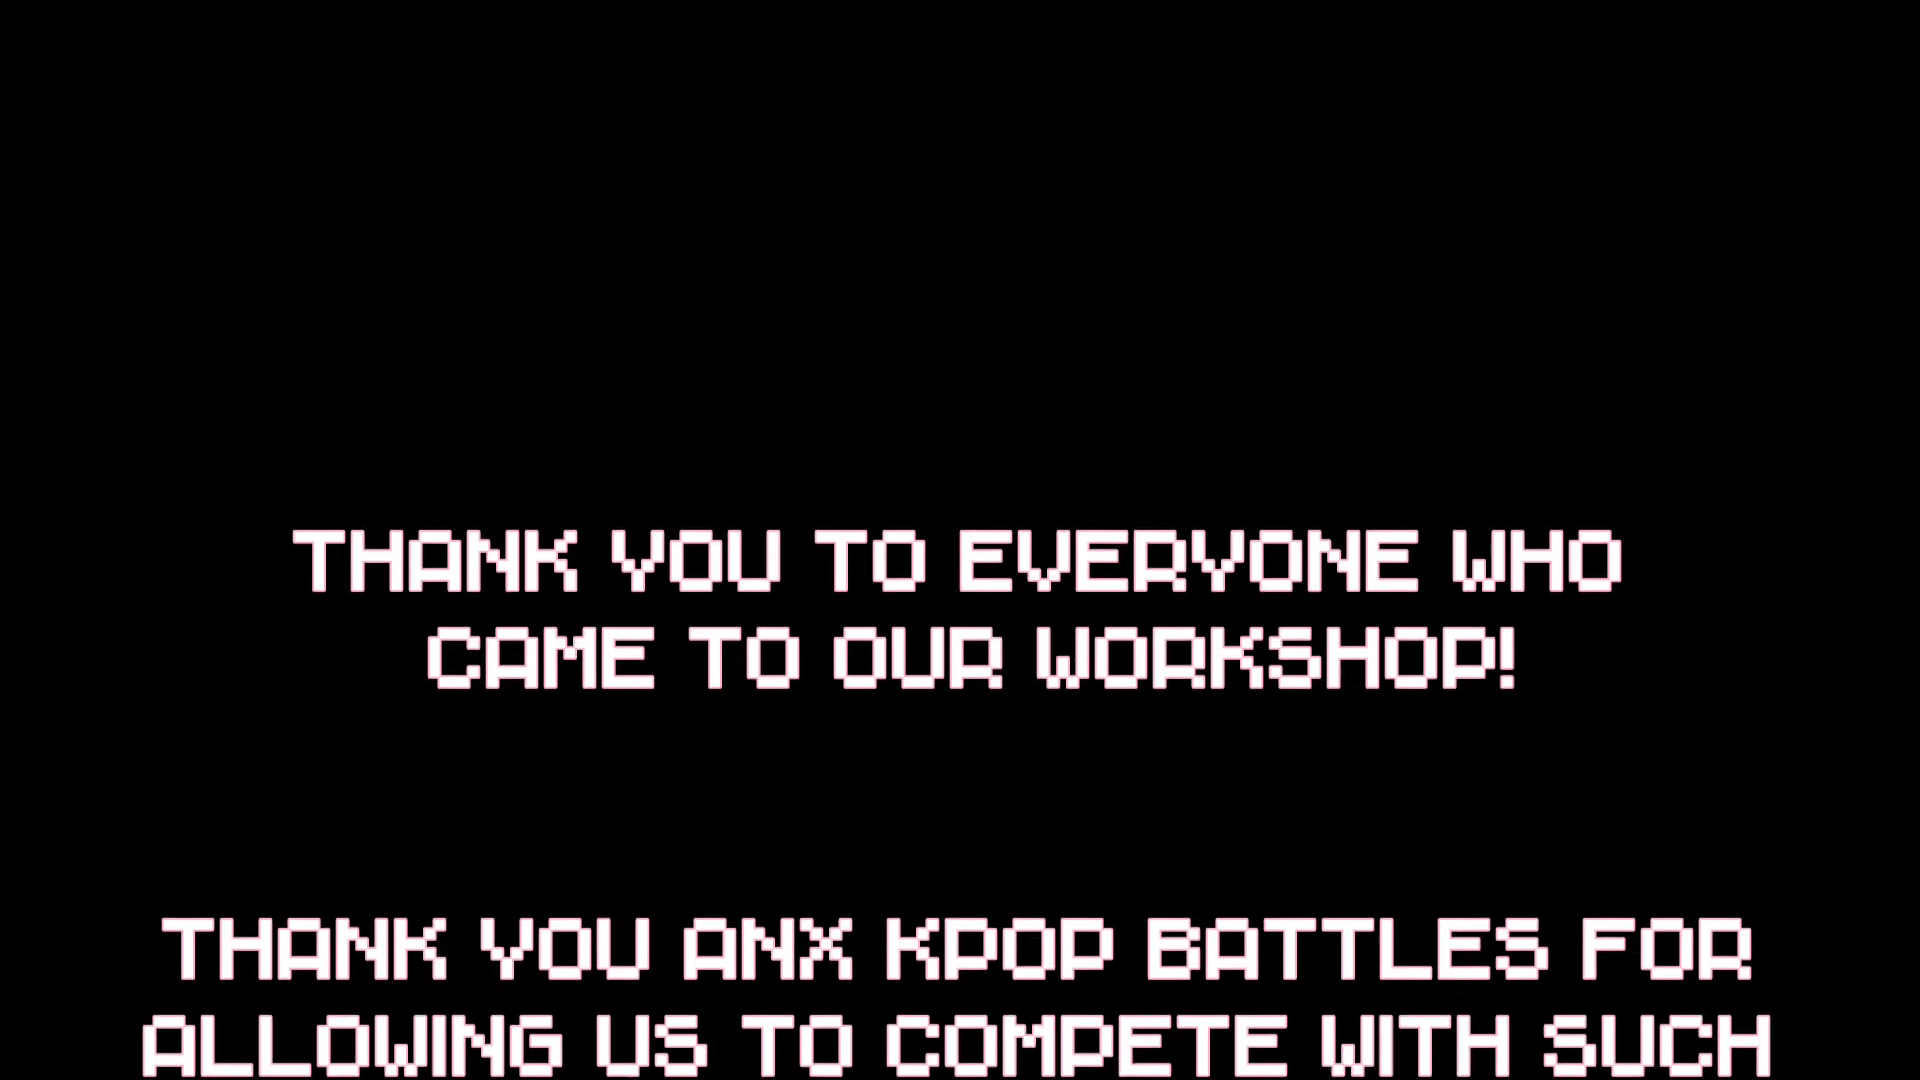 THANK YOU TO EVERYONE WHO
CAME TO OUR WORKSHOP!
THANK YOU ANX KPOP BATTLES FOR
ALLOWING US TO COMPETE WITH SUCH